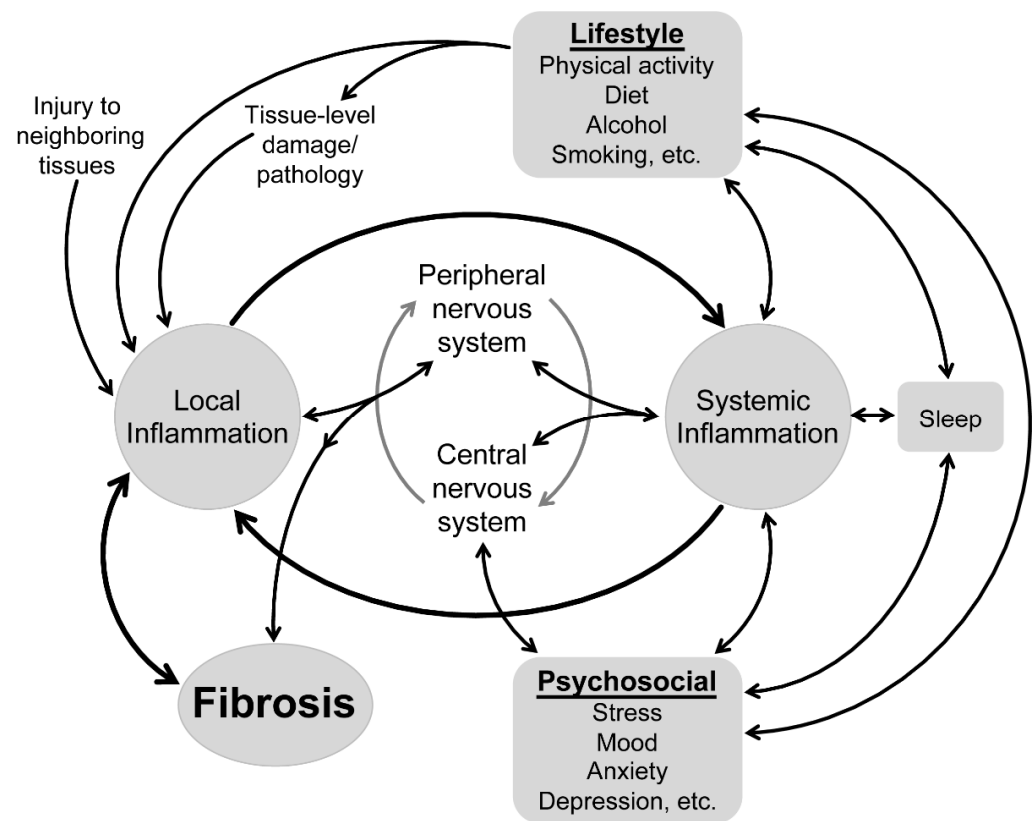 Lifestyle
Physical activity
Diet
Alcohol
Smoking, etc.
Injury to
neighboring
tissues
Tissue-level
damage/
pathology
Peripheral
nervous
system
Local
Inflammation
Systemic
Inflammation
Sleep
Central
nervous
system
Fibrosis
Psychosocial
Stress
Mood
Anxiety
Depression, etc.